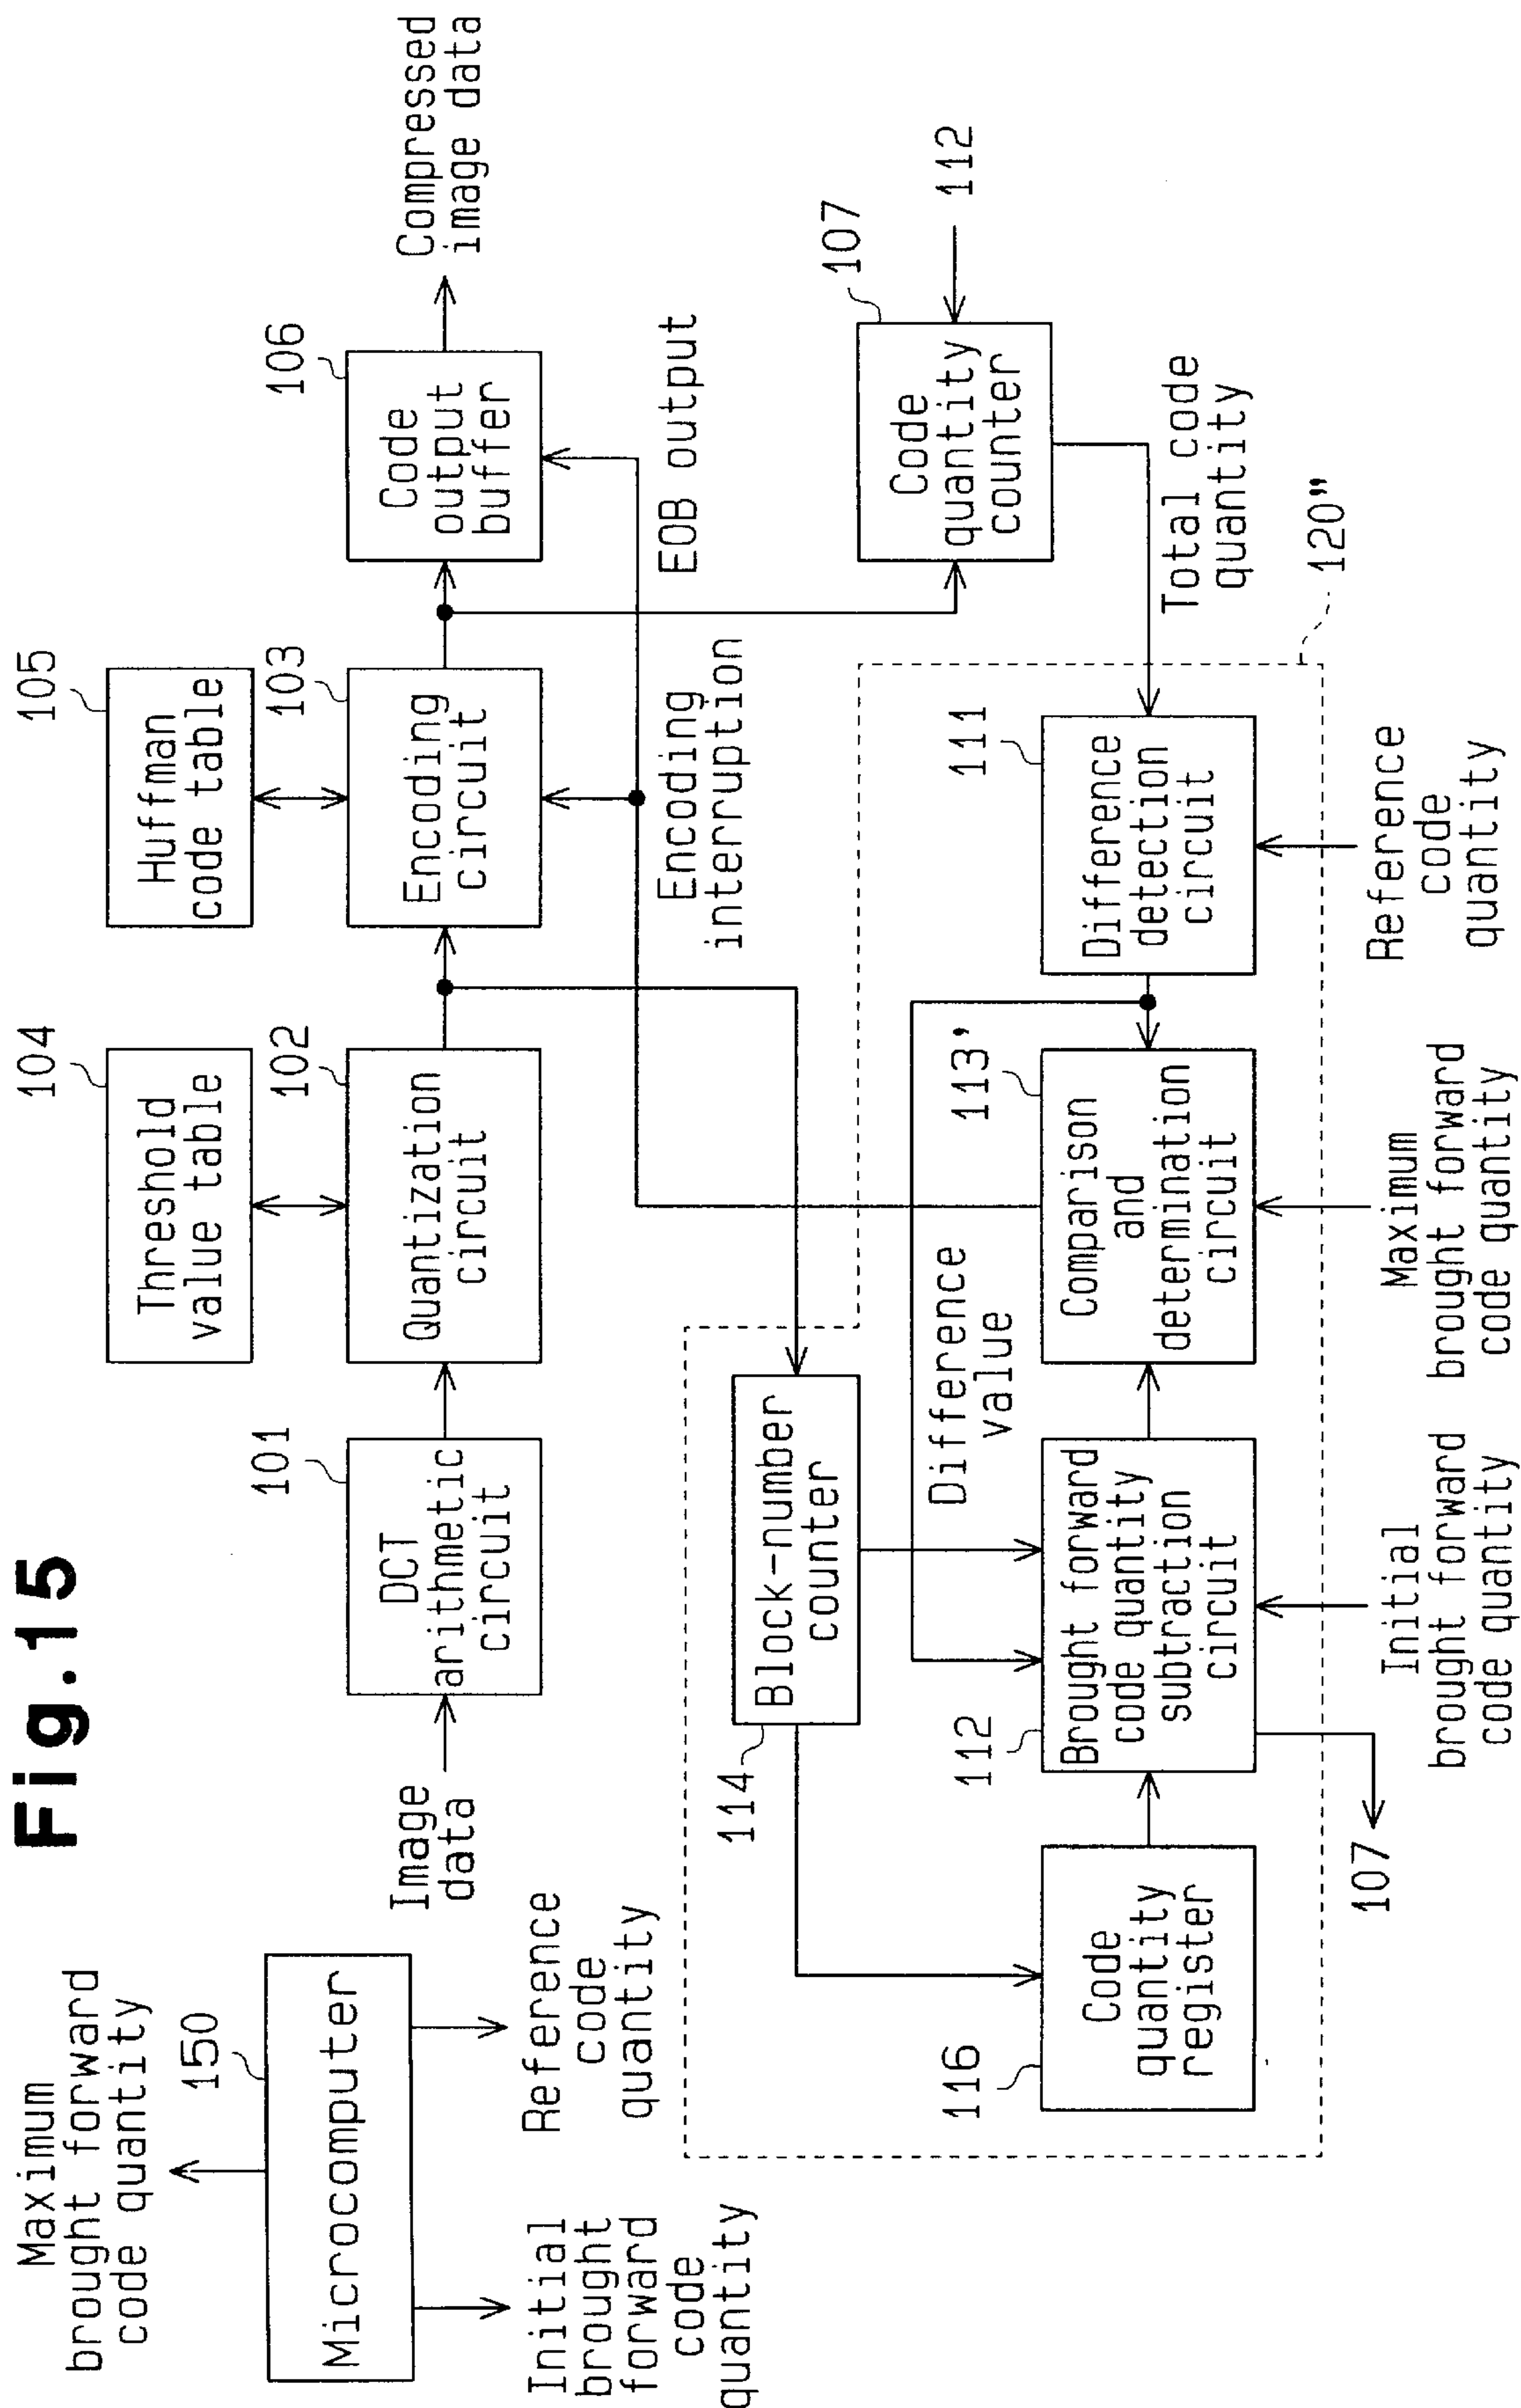 Fig.15
Maximum
brought forward
code quantity
150
Microcomputer
Initial
brought
forward
code
quantity
Reference
code
quantity
Image
data
101
DCT
arithmetic
circuit
104
Threshold
value table
102
Quantization
circuit
105
Huffman
code table
103
Encoding
circuit
106
Code
output
buffer
Compressed
image data
Encoding
interruption
EOB output
107
Code
quantity
counter
112
Total code
quantity
120"
114
Block-number
counter
Difference
value
116
Code
quantity
register
112
Brought forward
code quantity
subtraction
circuit
113'
Comparison
and
determination
circuit
111
Difference
detection
circuit
107
Initial
brought forward
code quantity
Maximum
brought forward
code quantity
Reference
code
quantity